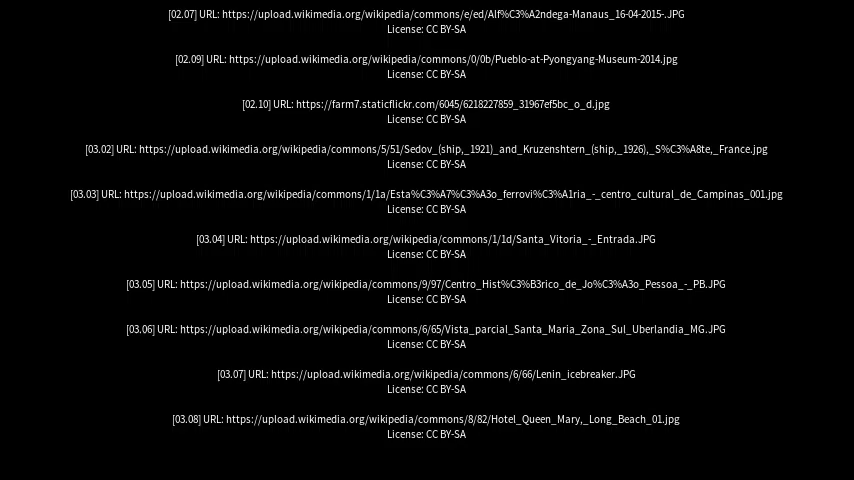 [02.07] URL: https://upload.wikimedia.org/wikipedia/commons/e/ed/Alf%C3%A2ndega-Manaus_16-04-2015-.JPG
License: CC BY-SA
[02.09] URL: https://upload.wikimedia.org/wikipedia/commons/0/0b/Pueblo-at-Pyongyang-Museum-2014.jpg
License: CC BY-SA
[02.10] URL: https://farm7.staticflickr.com/6045/6218227859_31967ef5bc_o_d.jpg
License: CC BY-SA
[03.02] URL: https://upload.wikimedia.org/wikipedia/commons/5/51/Sedov_(ship,_1921)_and_Kruzenshtern_(ship,_1926),_S%C3%A8te,_France.jpg
License: CC BY-SA
[03.03] URL: https://upload.wikimedia.org/wikipedia/commons/1/1a/Esta%C3%A7%C3%A3o_ferrovi%C3%A1ria_-_centro_cultural_de_Campinas_001.jpg
License: CC BY-SA
[03.04] URL: https://upload.wikimedia.org/wikipedia/commons/1/1d/Santa_Vitoria_-_Entrada.JPG
License: CC BY-SA
[03.05] URL: https://upload.wikimedia.org/wikipedia/commons/9/97/Centro_Hist%C3%B3rico_de_Jo%C3%A3o_Pessoa_-_PB.JPG
License: CC BY-SA
[03.06] URL: https://upload.wikimedia.org/wikipedia/commons/6/65/Vista_parcial_Santa_Maria_Zona_Sul_Uberlandia_MG.JPG
License: CC BY-SA
[03.07] URL: https://upload.wikimedia.org/wikipedia/commons/6/66/Lenin_icebreaker.JPG
License: CC BY-SA
[03.08] URL: https://upload.wikimedia.org/wikipedia/commons/8/82/Hotel_Queen_Mary,_Long_Beach_01.jpg
License: CC BY-SA